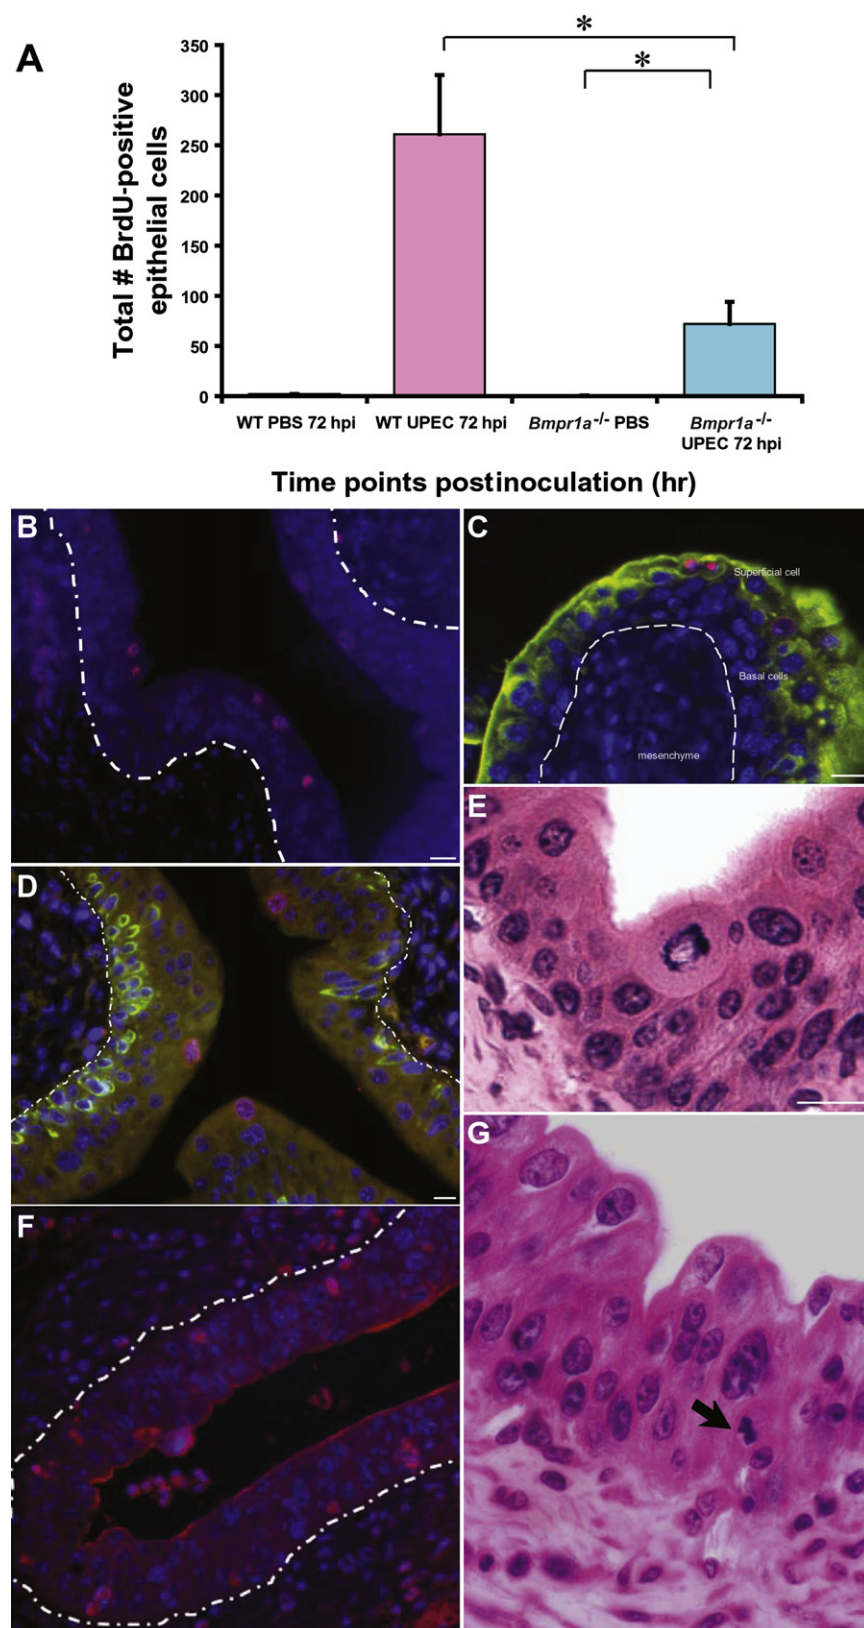 A
Total # BrdU-positive
epithelial cells
350
300
250
200
150
100
50
0
*
*
WT PBS 72 hpi
WT UPEC 72 hpi
Bmpr1a-/- PBS
Bmpr1a-/-
UPEC 72 hpi
Time points postinoculation (hr)
B
C
Superficial cell
Basal cells
mesenchyme
D
E
F
G